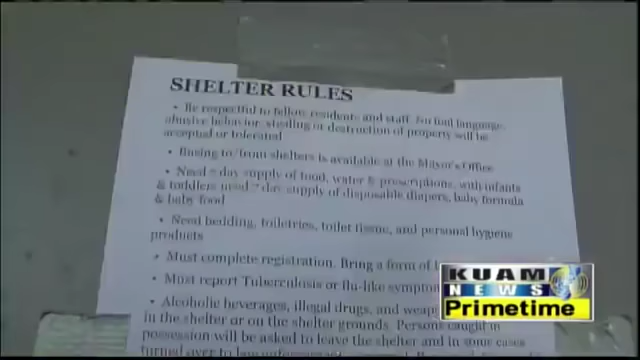 SHELTER RULES
• Be respectful to fellow residents and staff. No foul language,
abusive behavior, stealing or destruction of property will be
accepted or tolerated
• Busing to/from shelters is available at the Mayor's Office
• Need 7 day supply of food, water & prescriptions, with infants
& toddlers need 7 day supply of disposable diapers, baby formula
& baby food
• Need bedding, toiletries, toilet tissue, and personal hygiene
products
• Must complete registration. Bring a form of
• Must report Tuberculosis or flu-like
• Alcoholic beverages, illegal drugs, and
in the shelter or on the shelter grounds. Persons caught in
possession will be asked to leave the shelter and in some cases
turned over to law
KUAM
NEWS
Primetime